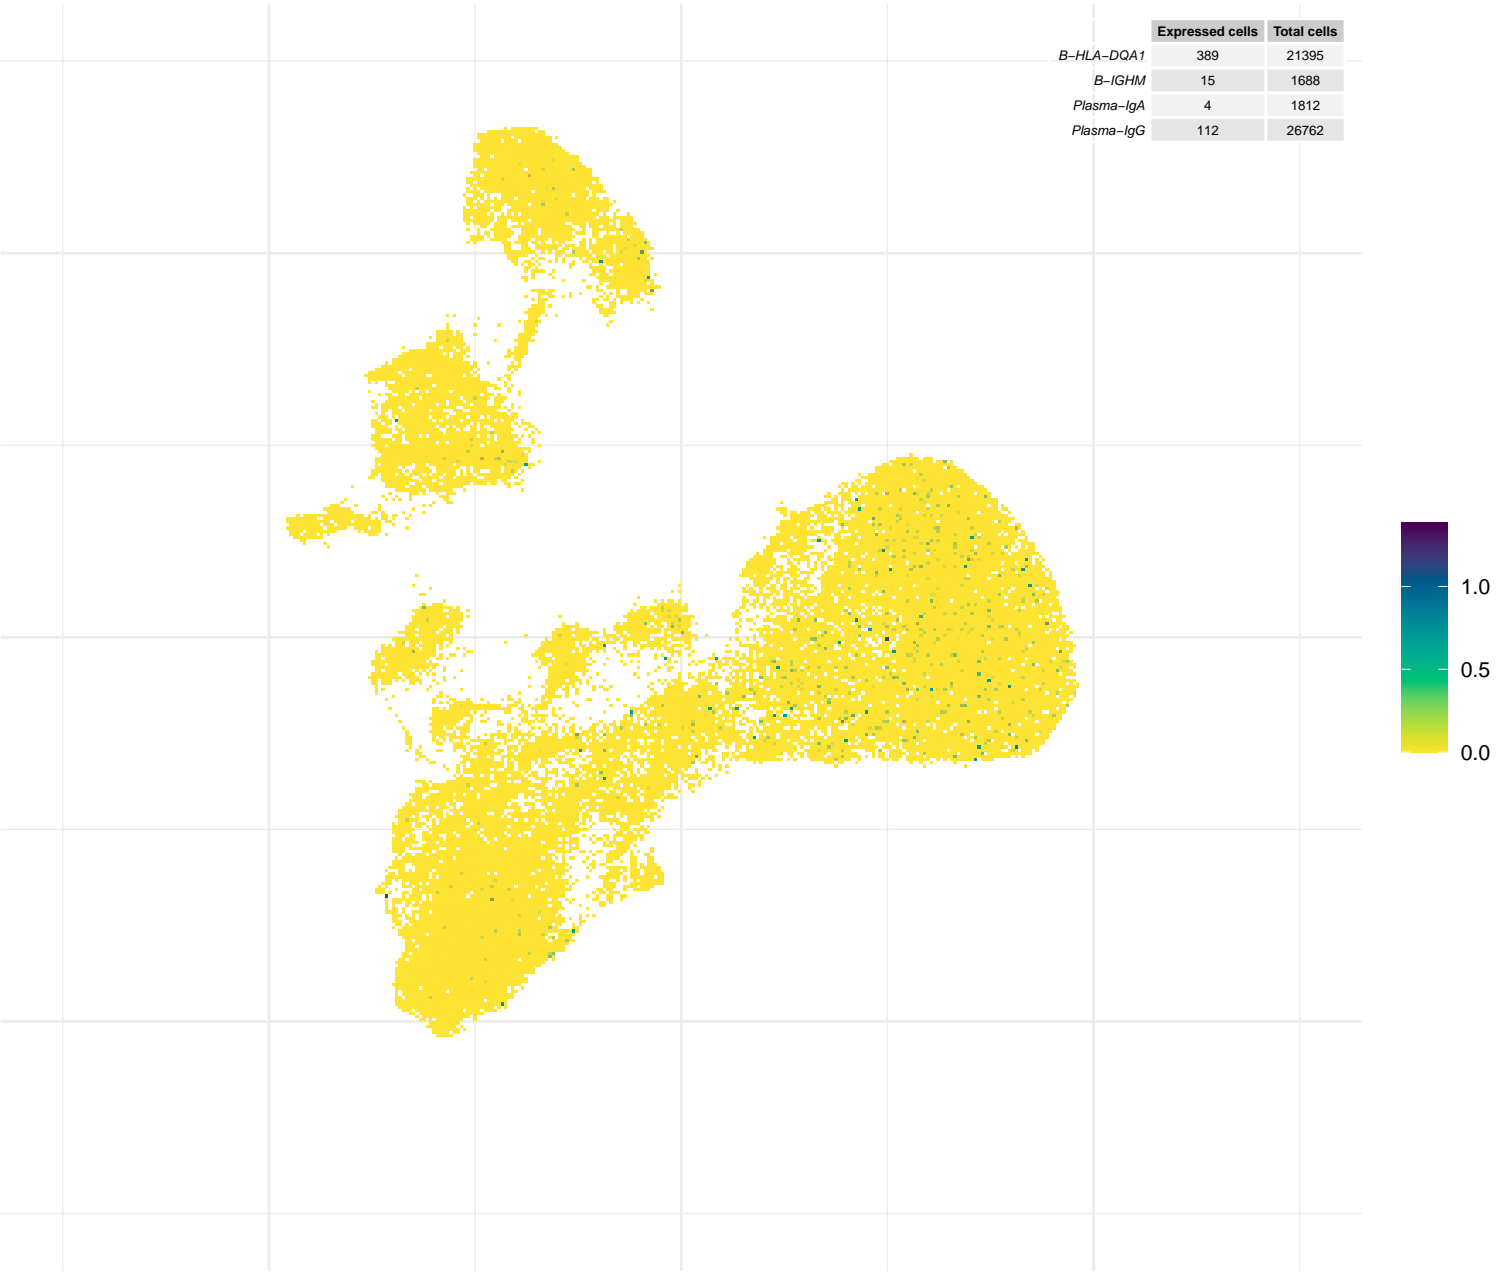 Expressed cells Total cells
B−HLA−DQA1 389 21395
B−IGHM 15 1688
Plasma−IgA 4 1812
Plasma−IgG 112 26762
1.0
0.5
0.0